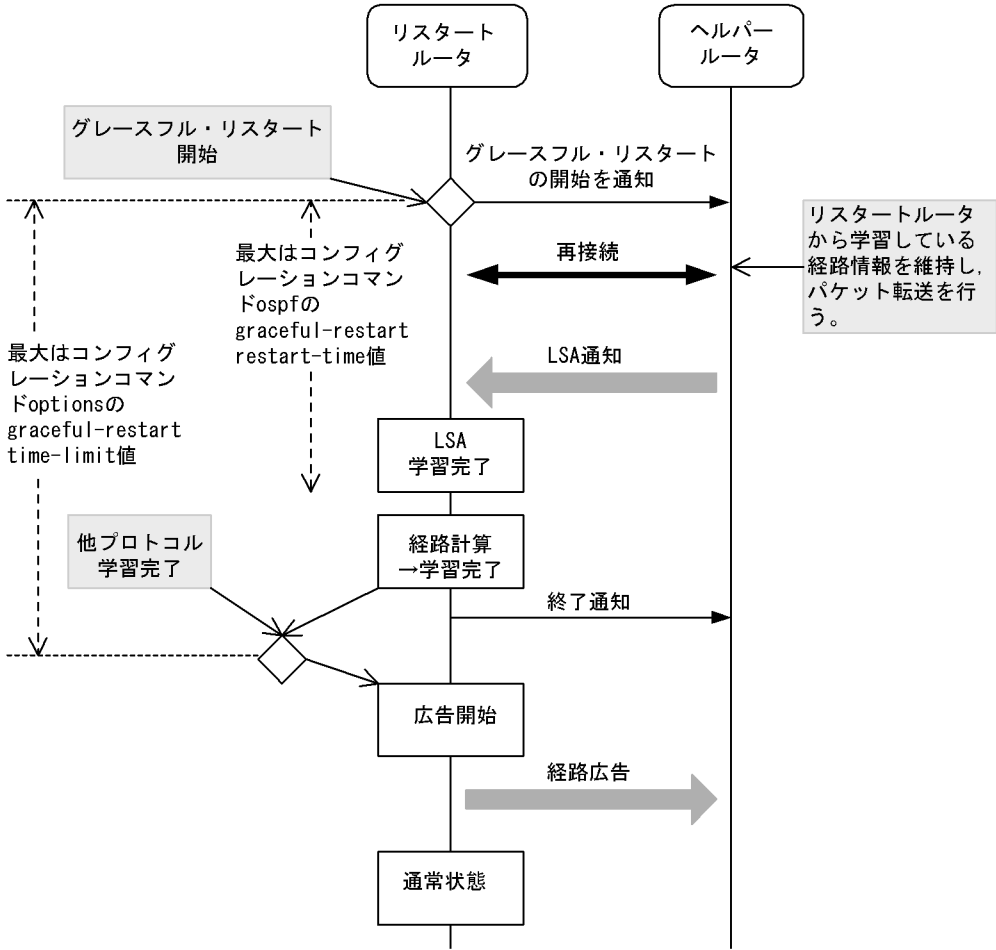 リスタート
ルータ
ヘルパー
ルータ
グレースフル・リスタート
開始
グレースフル・リスタート
の開始を通知
リスタートルータ
から学習している
経路情報を維持し,
パケット転送を行
う。
再接続
最大はコンフィグ
レーションコマン
ドospfの
graceful-restart
restart-time値
最大はコンフィグ
レーションコマン
ドoptionsの
graceful-restart
time-limit値
LSA通知
LSA
学習完了
他プロトコル
学習完了
経路計算
→学習完了
終了通知
広告開始
経路広告
通常状態